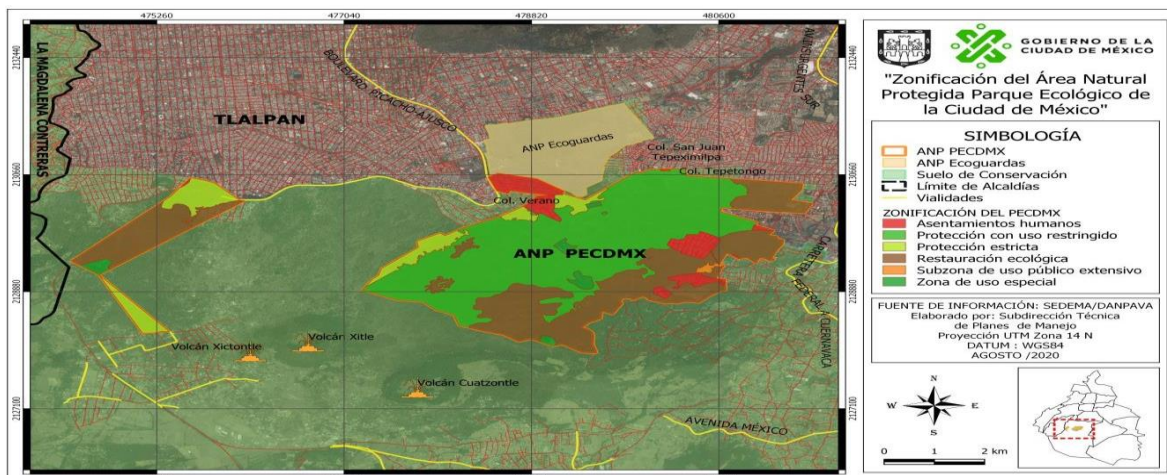 475260
477040
478820
480600
2132440
2130660
2128880
2127100
LA MAGDALENA CONTRERAS
TLALPAN
BOULEVARD PICACHO-AJUSCO
AV. INSURGENTES SUR
ANP Ecoguardas
Col. San Juan
Tepeximilpa
Col. Tepetongo
Col. Verano
ANP PECDMX
CARRETERA FEDERAL A CUERNAVACA
Volcán Xitle
Volcán Xictontle
Volcán Cuatzontle
AVENIDA MÉXICO
GOBIERNO DE LA
CIUDAD DE MÉXICO
"Zonificación del Área Natural
Protegida Parque Ecológico de
la Ciudad de México"
SIMBOLOGÍA
ANP PECDMX
ANP Ecoguardas
Suelo de Conservación
Límite de Alcaldías
Vialidades
ZONIFICACIÓN DEL PECDMX
Asentamientos humanos
Protección con uso restringido
Protección estricta
Restauración ecológica
Subzona de uso público extensivo
Zona de uso especial
FUENTE DE INFORMACIÓN: SEDEMA/DANPAVA
Elaborado por: Subdirección Técnica
de Planes de Manejo
Proyección UTM Zona 14 N
DATUM : WGS84
AGOSTO /2020
N
W E
S
0 1 2 km